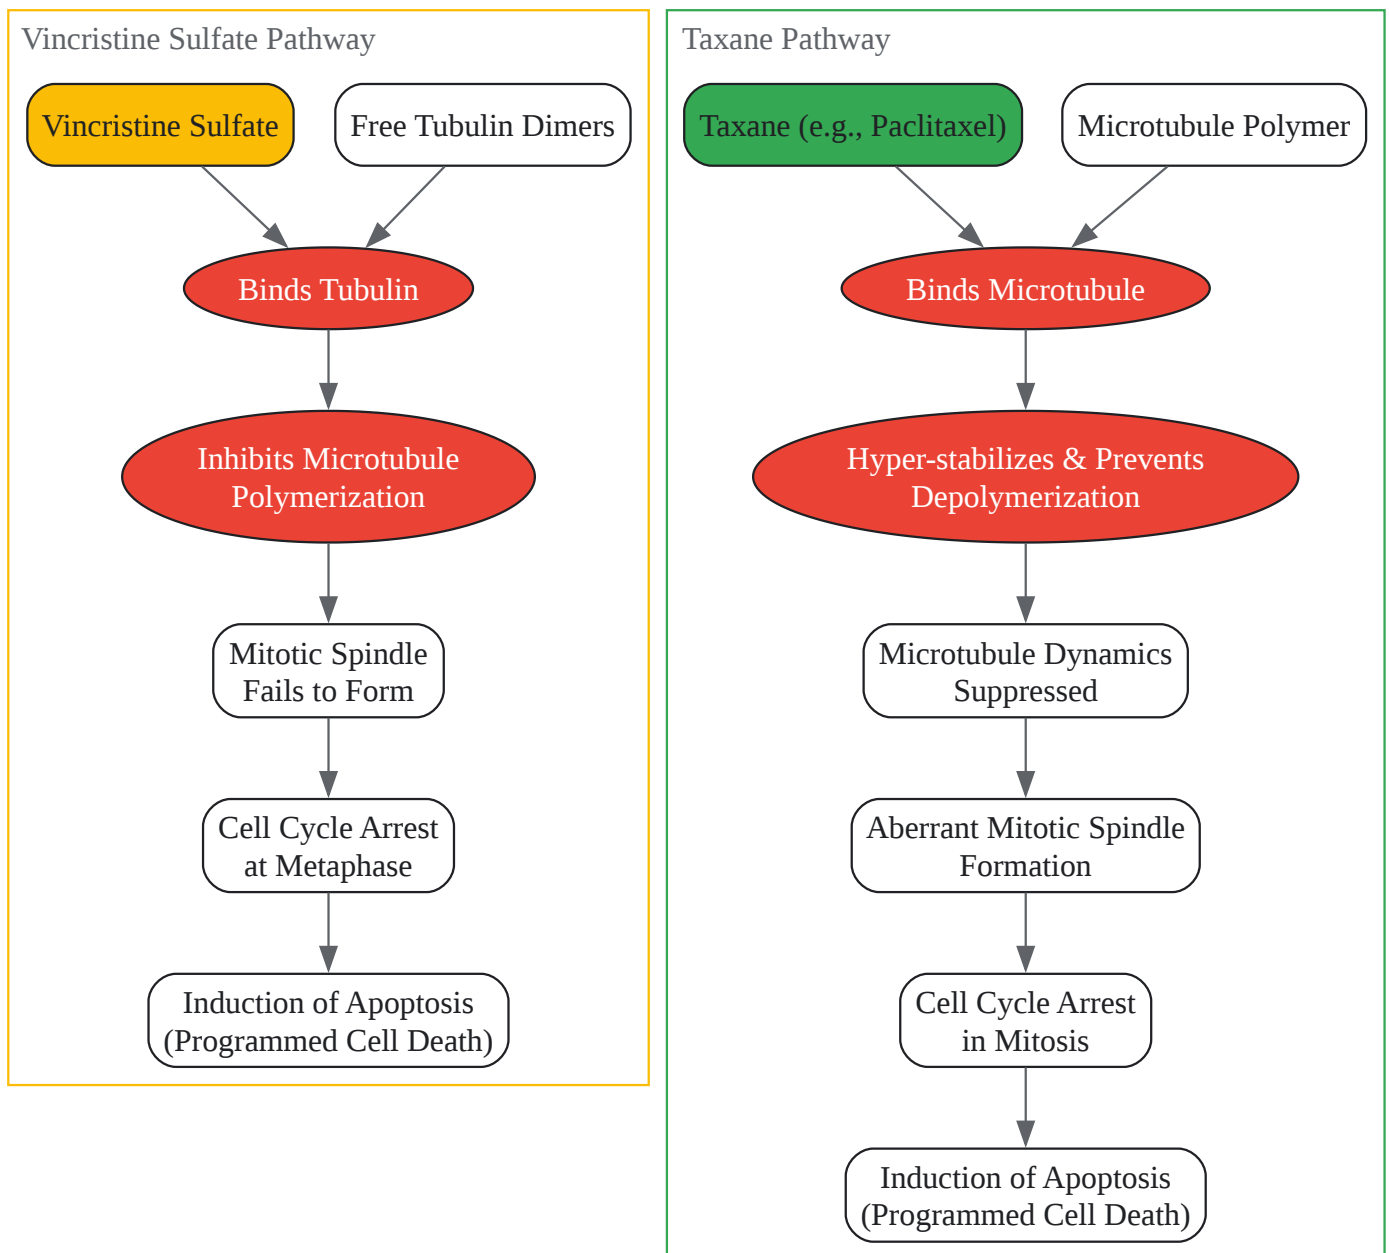 Vincristine Sulfate Pathway
Vincristine Sulfate
Free Tubulin Dimers
Binds Tubulin
Inhibits Microtubule
Polymerization
Mitotic Spindle
Fails to Form
Cell Cycle Arrest
at Metaphase
Induction of Apoptosis
(Programmed Cell Death)
Taxane Pathway
Taxane (e.g., Paclitaxel)
Microtubule Polymer
Binds Microtubule
Hyper-stabilizes & Prevents
Depolymerization
Microtubule Dynamics
Suppressed
Aberrant Mitotic Spindle
Formation
Cell Cycle Arrest
in Mitosis
Induction of Apoptosis
(Programmed Cell Death)